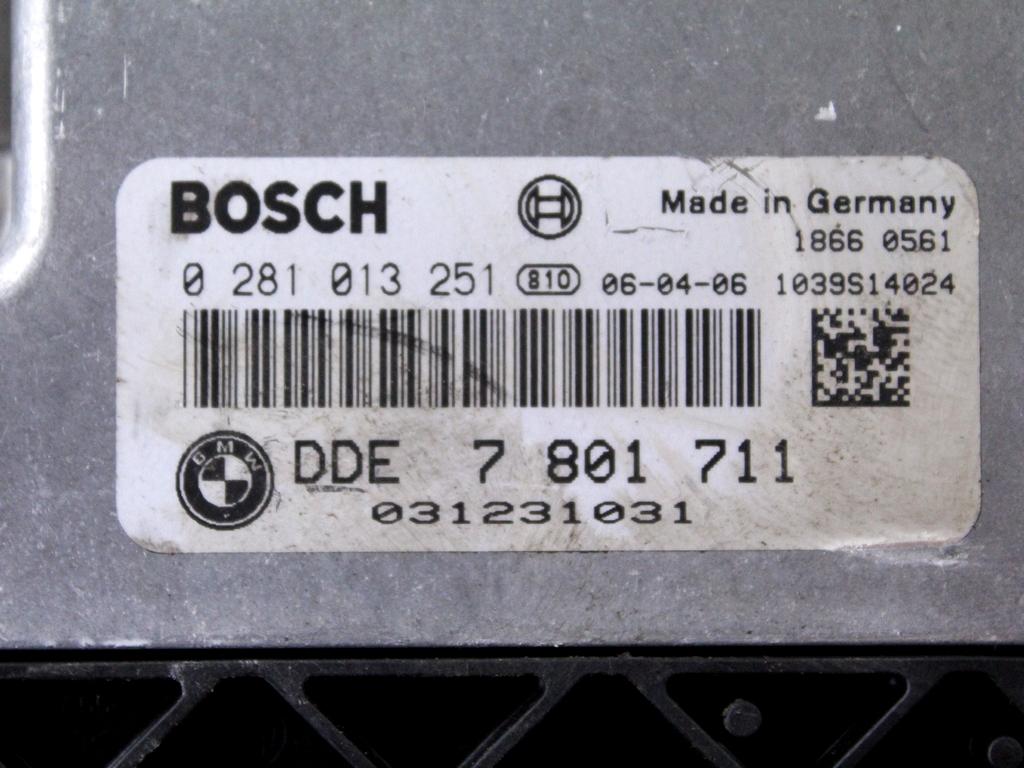 BOSCH
Made in Germany
1866 0561
0 281 013 251 810 06-04-06 1039S14024
BMW DDE 7 801 711
031231031